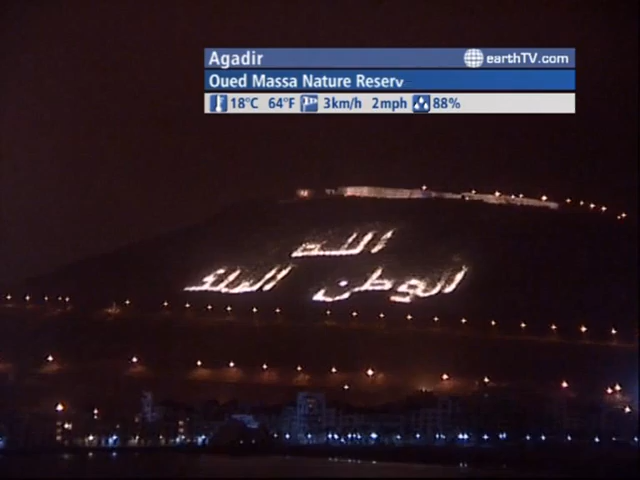 Agadir
earthTV.com
Oued Massa Nature Reserv
18°C 64°F 3km/h 2mph 88%
الله
الوطن الملك